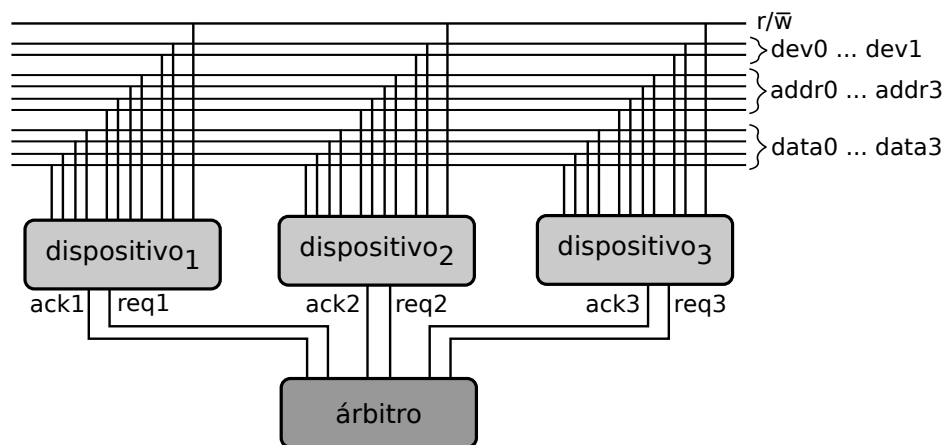 r/w̅
dev0 ... dev1
addr0 ... addr3
data0 ... data3
dispositivo1
dispositivo2
dispositivo3
ack1
req1
ack2
req2
ack3
req3
árbitro